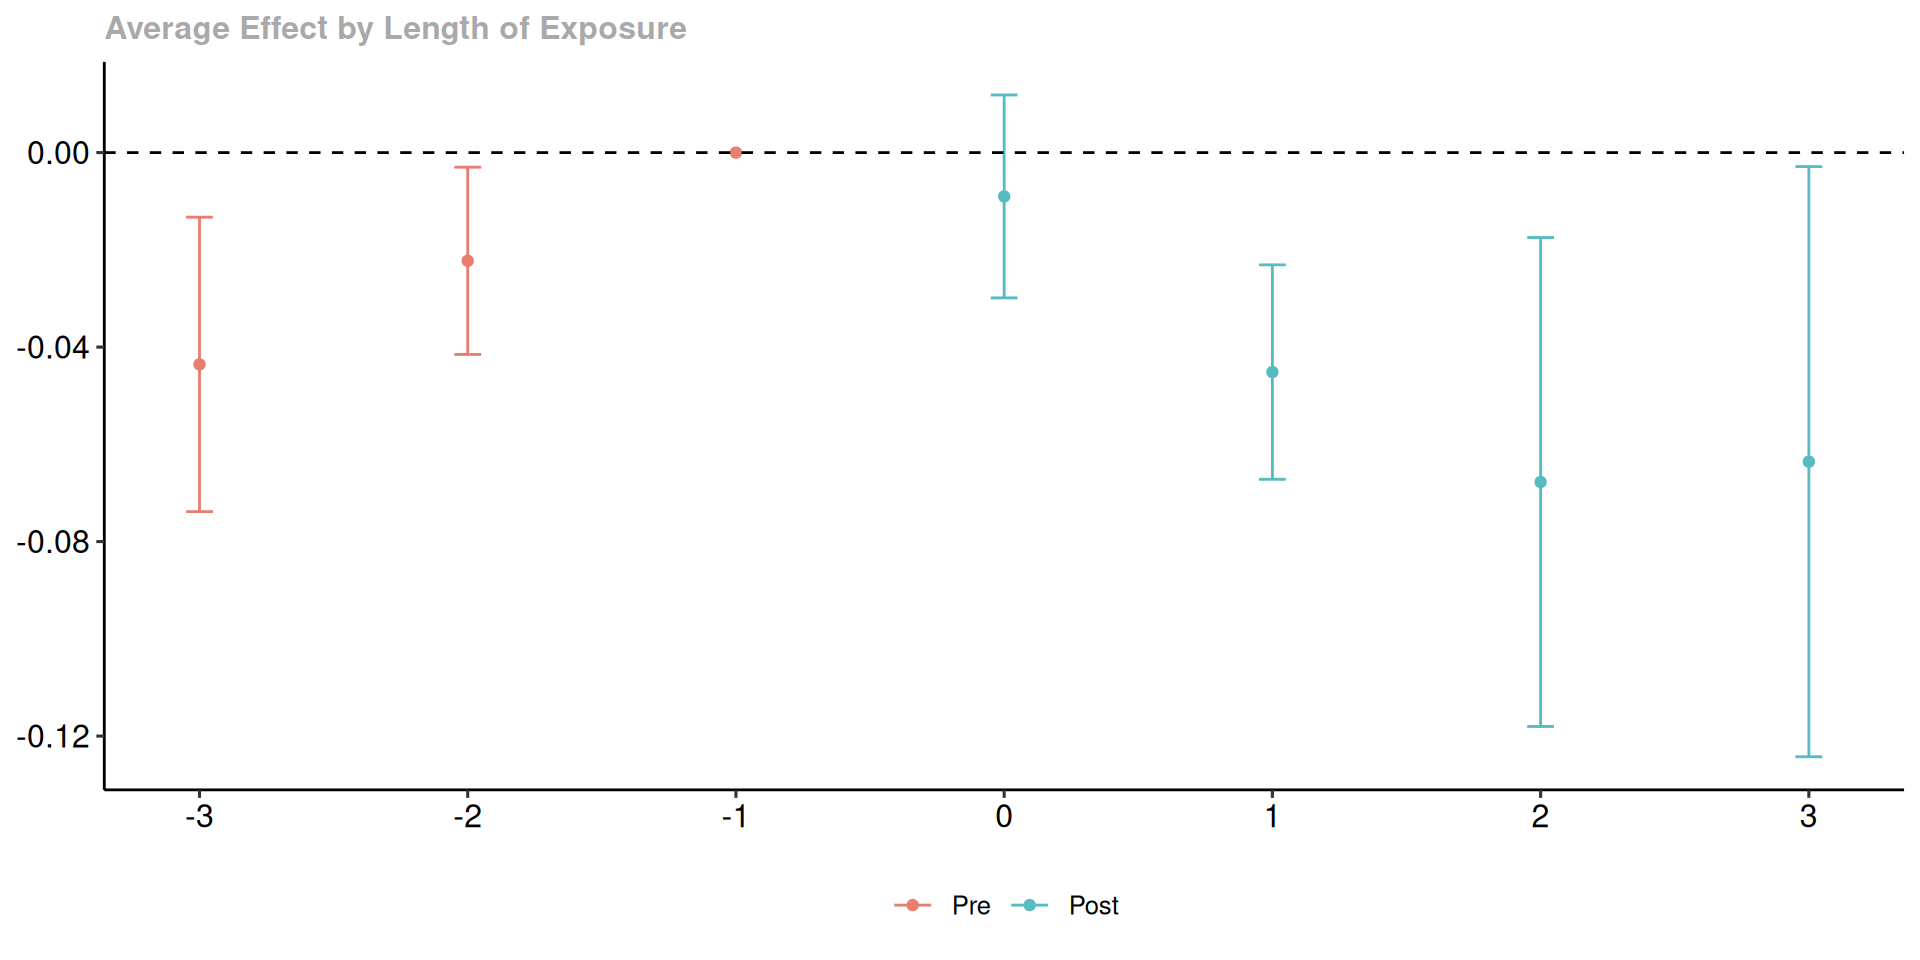 Average Effect by Length of Exposure
0.00
-0.04
-0.08
-0.12
-3 -2 -1 0 1 2 3
Pre Post